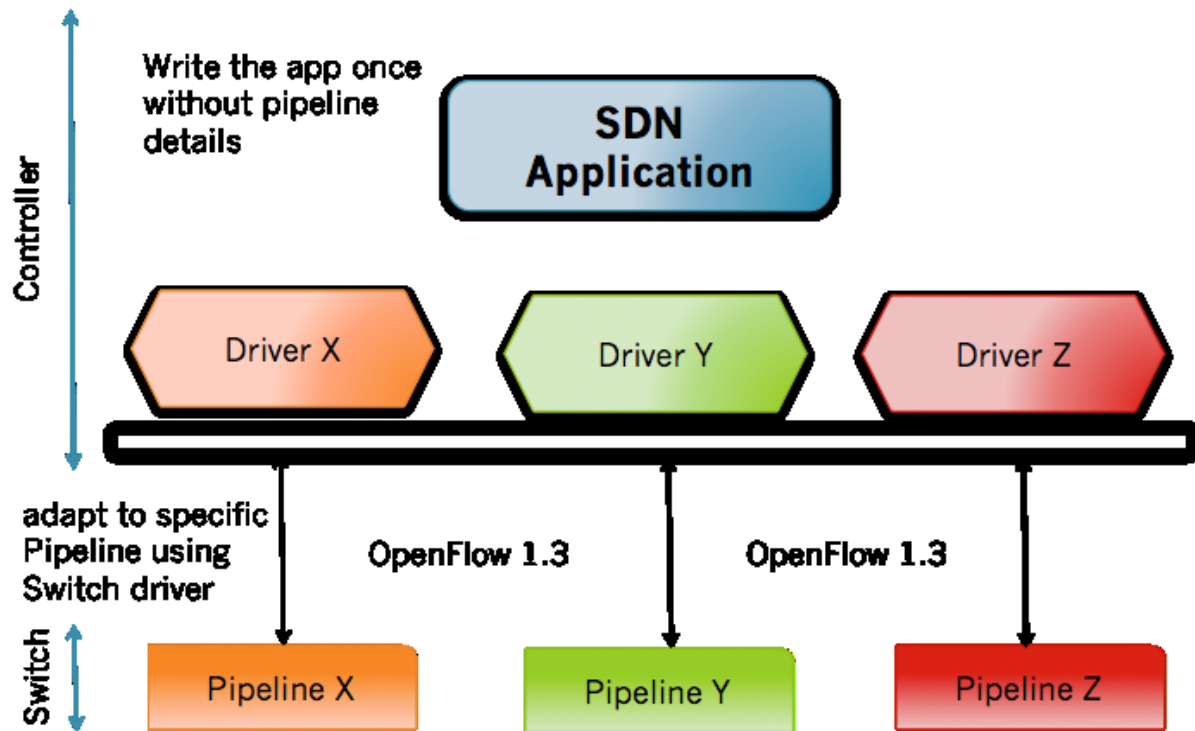 Write the app once
without pipeline
details
SDN
Application
Controller
Driver X
Driver Y
Driver Z
adapt to specific
Pipeline using
Switch driver
OpenFlow 1.3
OpenFlow 1.3
Switch
Pipeline X
Pipeline Y
Pipeline Z